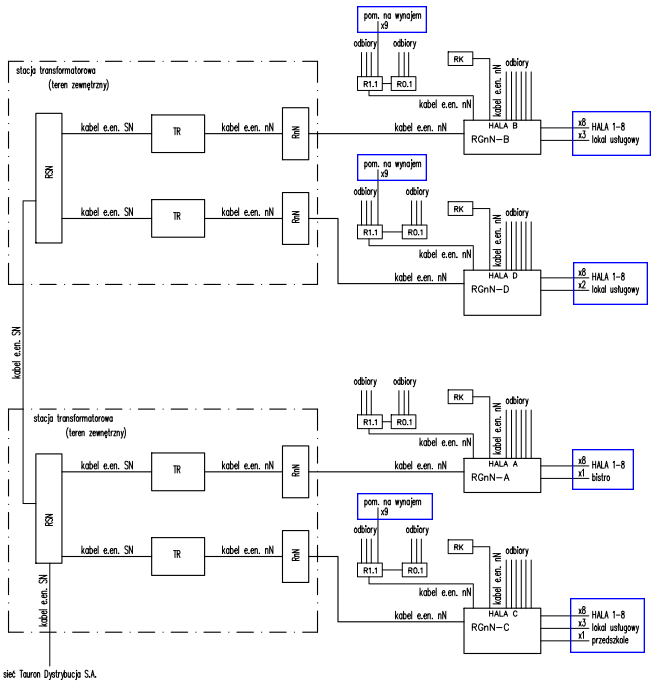 pom. na wynajem
x9
odbiory
odbiory
RK
odbiory
stacja transformatorowa
(teren zewnętrzny)
R1.1
R0.1
kabel e.en. nN
kabel e.en. nN
RSN
kabel e.en. SN
TR
kabel e.en. nN
RnN
kabel e.en. nN
HALA B
RGnN-B
x8
HALA 1-8
x3
lokal usługowy
pom. na wynajem
x9
odbiory
odbiory
RK
odbiory
R1.1
R0.1
kabel e.en. nN
kabel e.en. nN
kabel e.en. SN
TR
kabel e.en. nN
RnN
kabel e.en. nN
HALA D
RGnN-D
x8
HALA 1-8
x2
lokal usługowy
kabel e.en. SN
stacja transformatorowa
(teren zewnętrzny)
odbiory
RK
odbiory
R1.1
R0.1
kabel e.en. nN
kabel e.en. nN
RSN
kabel e.en. SN
TR
kabel e.en. nN
RnN
kabel e.en. nN
HALA A
RGnN-A
x8
HALA 1-8
x1
bistro
pom. na wynajem
x9
odbiory
odbiory
RK
odbiory
R1.1
R0.1
kabel e.en. nN
kabel e.en. nN
kabel e.en. SN
TR
kabel e.en. nN
RnN
kabel e.en. nN
HALA C
RGnN-C
x8
HALA 1-8
x3
lokal usługowy
x1
przedszkole
kabel e.en. SN
sieć Tauron Dystrybucja S.A.